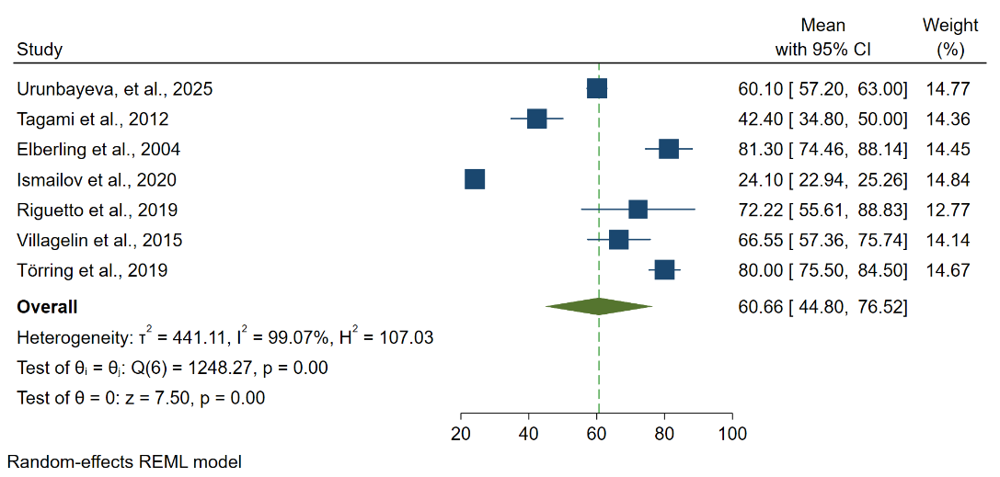 Mean Weight
Study with 95% CI (%)
Urunbayeva, et al., 2025 60.10 [ 57.20, 63.00] 14.77
Tagami et al., 2012 42.40 [ 34.80, 50.00] 14.36
Elberling et al., 2004 81.30 [ 74.46, 88.14] 14.45
Ismailov et al., 2020 24.10 [ 22.94, 25.26] 14.84
Riguetto et al., 2019 72.22 [ 55.61, 88.83] 12.77
Villagelin et al., 2015 66.55 [ 57.36, 75.74] 14.14
Törring et al., 2019 80.00 [ 75.50, 84.50] 14.67
Overall 60.66 [ 44.80, 76.52]
Heterogeneity: τ² = 441.11, I² = 99.07%, H² = 107.03
Test of θᵢ = θⱼ: Q(6) = 1248.27, p = 0.00
Test of θ = 0: z = 7.50, p = 0.00
20 40 60 80 100
Random-effects REML model